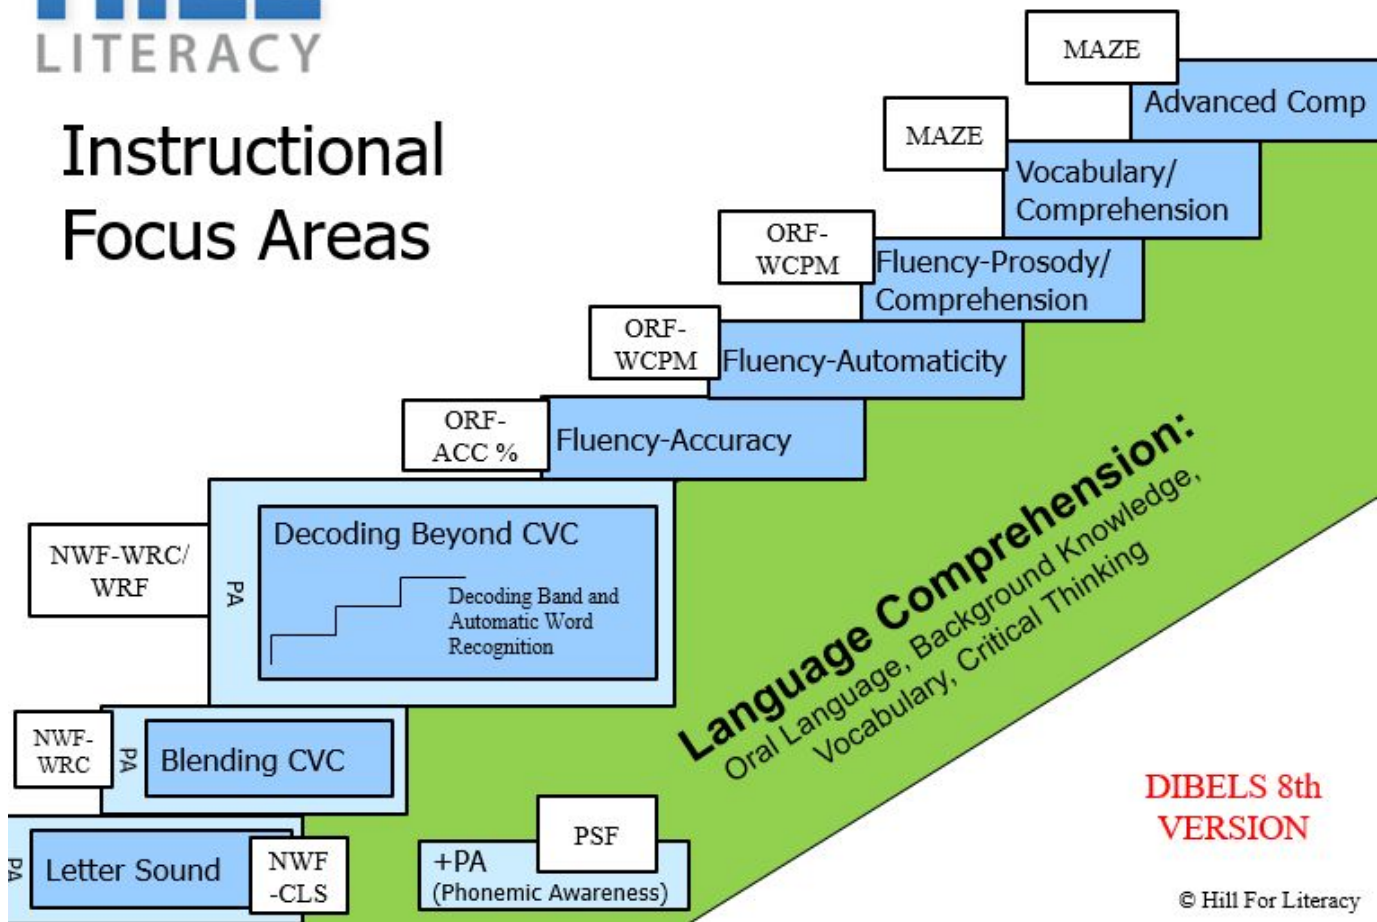 LITERACY
Instructional
Focus Areas
MAZE
Advanced Comp
MAZE
Vocabulary/
Comprehension
ORF-
WCPM
Fluency-Prosody/
Comprehension
ORF-
WCPM
Fluency-Automaticity
ORF-
ACC %
Fluency-Accuracy
NWF-WRC/
WRF
PA
Decoding Beyond CVC
Decoding Band and
Automatic Word
Recognition
NWF-
WRC
PA
Blending CVC
PA
Letter Sound
NWF
-CLS
PSF
+PA
(Phonemic Awareness)
Language Comprehension:
Oral Language, Background Knowledge,
Vocabulary, Critical Thinking
DIBELS 8th
VERSION
© Hill For Literacy